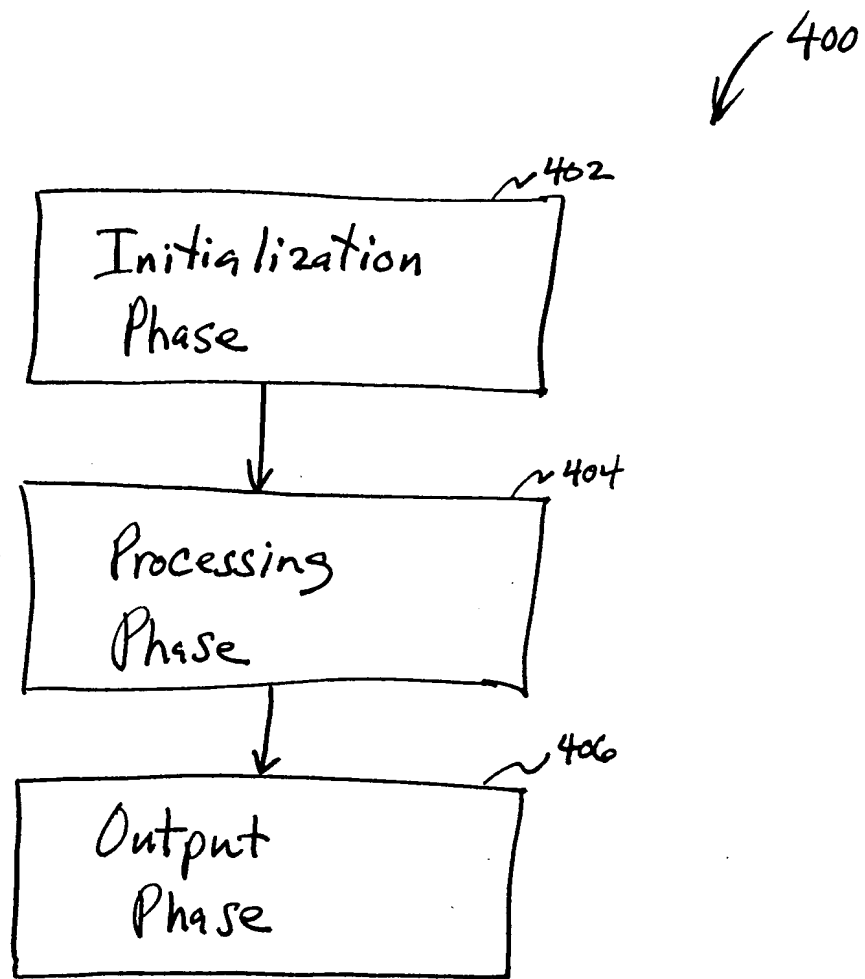 400
402
Initialization
Phase
404
Processing
Phase
406
Output
Phase